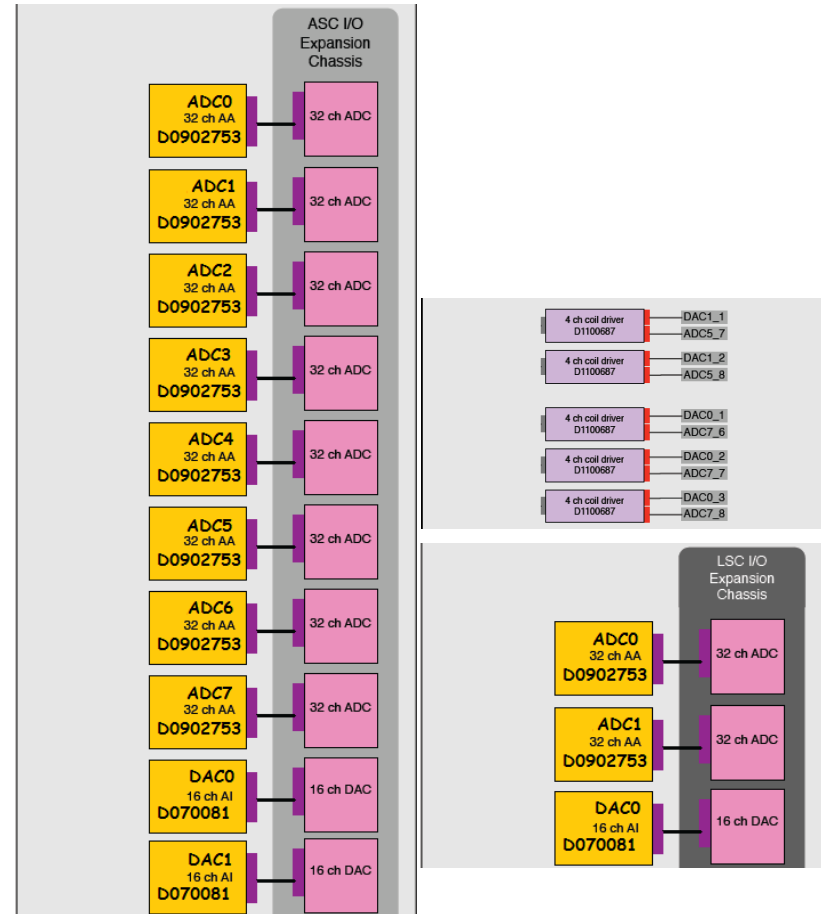 ASC I/O
Expansion
Chassis
ADC0
32 ch AA
D0902753
32 ch ADC
ADC1
32 ch AA
D0902753
32 ch ADC
ADC2
32 ch AA
D0902753
32 ch ADC
ADC3
32 ch AA
D0902753
32 ch ADC
ADC4
32 ch AA
D0902753
32 ch ADC
ADC5
32 ch AA
D0902753
32 ch ADC
ADC6
32 ch AA
D0902753
32 ch ADC
ADC7
32 ch AA
D0902753
32 ch ADC
DAC0
16 ch AI
D070081
16 ch DAC
DAC1
16 ch AI
D070081
16 ch DAC
4 ch coil driver
D1100687
DAC1_1
ADC5_7
4 ch coil driver
D1100687
DAC1_2
ADC5_8
4 ch coil driver
D1100687
DAC0_1
ADC7_6
4 ch coil driver
D1100687
DAC0_2
ADC7_7
4 ch coil driver
D1100687
DAC0_3
ADC7_8
LSC I/O
Expansion
Chassis
ADC0
32 ch AA
D0902753
32 ch ADC
ADC1
32 ch AA
D0902753
32 ch ADC
DAC0
16 ch AI
D070081
16 ch DAC